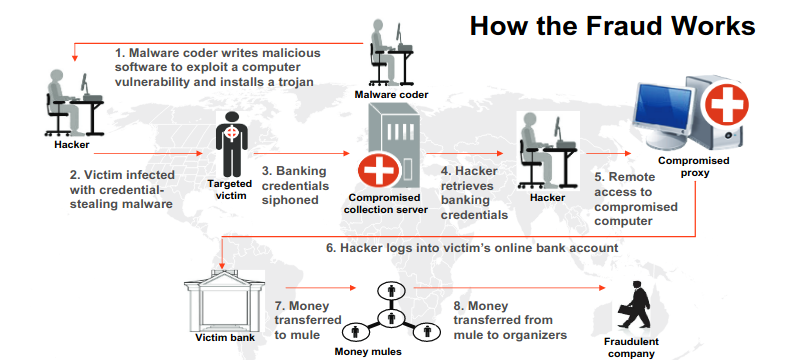 How the Fraud Works
1. Malware coder writes malicious
software to exploit a computer
vulnerability and installs a trojan
Malware coder
Hacker
2. Victim infected
with credential-
stealing malware
Targeted
victim
3. Banking
credentials
siphoned
Compromised
collection server
4. Hacker
retrieves
banking
credentials
Hacker
5. Remote
access to
compromised
computer
Compromised
proxy
6. Hacker logs into victim's online bank account
Victim bank
7. Money
transferred
to mule
Money mules
8. Money
transferred from
mule to organizers
Fraudulent
company